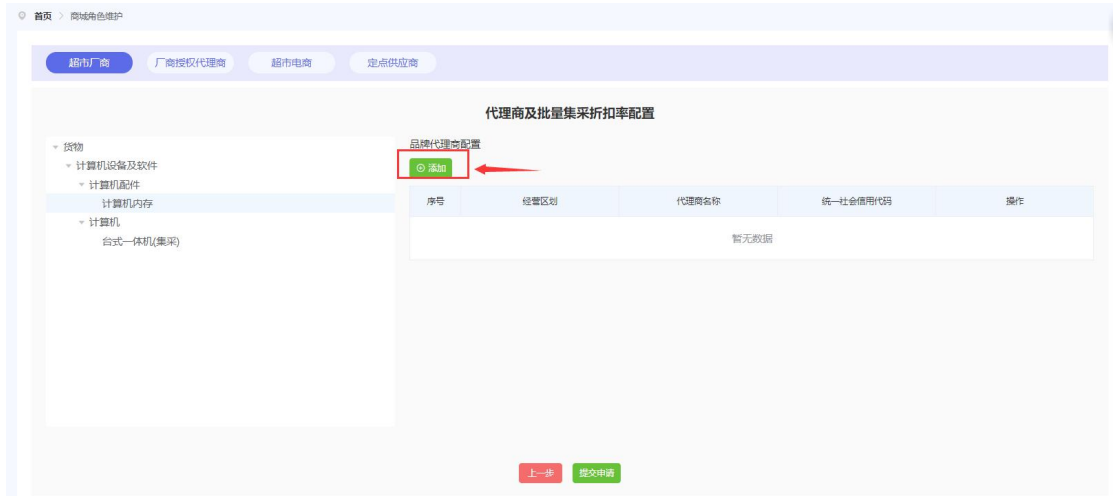 首页 > 商城角色维护
超市厂商 厂商授权代理商 超市电商 定点供应商
代理商及批量集采折扣率配置
货物
计算机设备及软件
计算机配件
计算机内存
计算机
台式一体机(集采)
品牌代理商配置
添加
序号 经营区划 代理商名称 统一社会信用代码 操作
暂无数据
上一步 提交申请